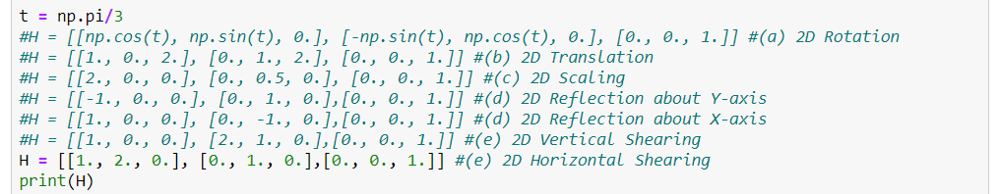 t = np.pi/3
#H = [[np.cos(t), np.sin(t), 0.], [-np.sin(t), np.cos(t), 0.], [0., 0., 1.]] #(a) 2D Rotation
#H = [[1., 0., 2.], [0., 1., 2.], [0., 0., 1.]] #(b) 2D Translation
#H = [[2., 0., 0.], [0., 0.5, 0.], [0., 0., 1.]] #(c) 2D Scaling
#H = [[-1., 0., 0.], [0., 1., 0.],[0., 0., 1.]] #(d) 2D Reflection about Y-axis
#H = [[1., 0., 0.], [0., -1., 0.],[0., 0., 1.]] #(d) 2D Reflection about X-axis
#H = [[1., 0., 0.], [2., 1., 0.],[0., 0., 1.]] #(e) 2D Vertical Shearing
H = [[1., 2., 0.], [0., 1., 0.],[0., 0., 1.]] #(e) 2D Horizontal Shearing
print(H)